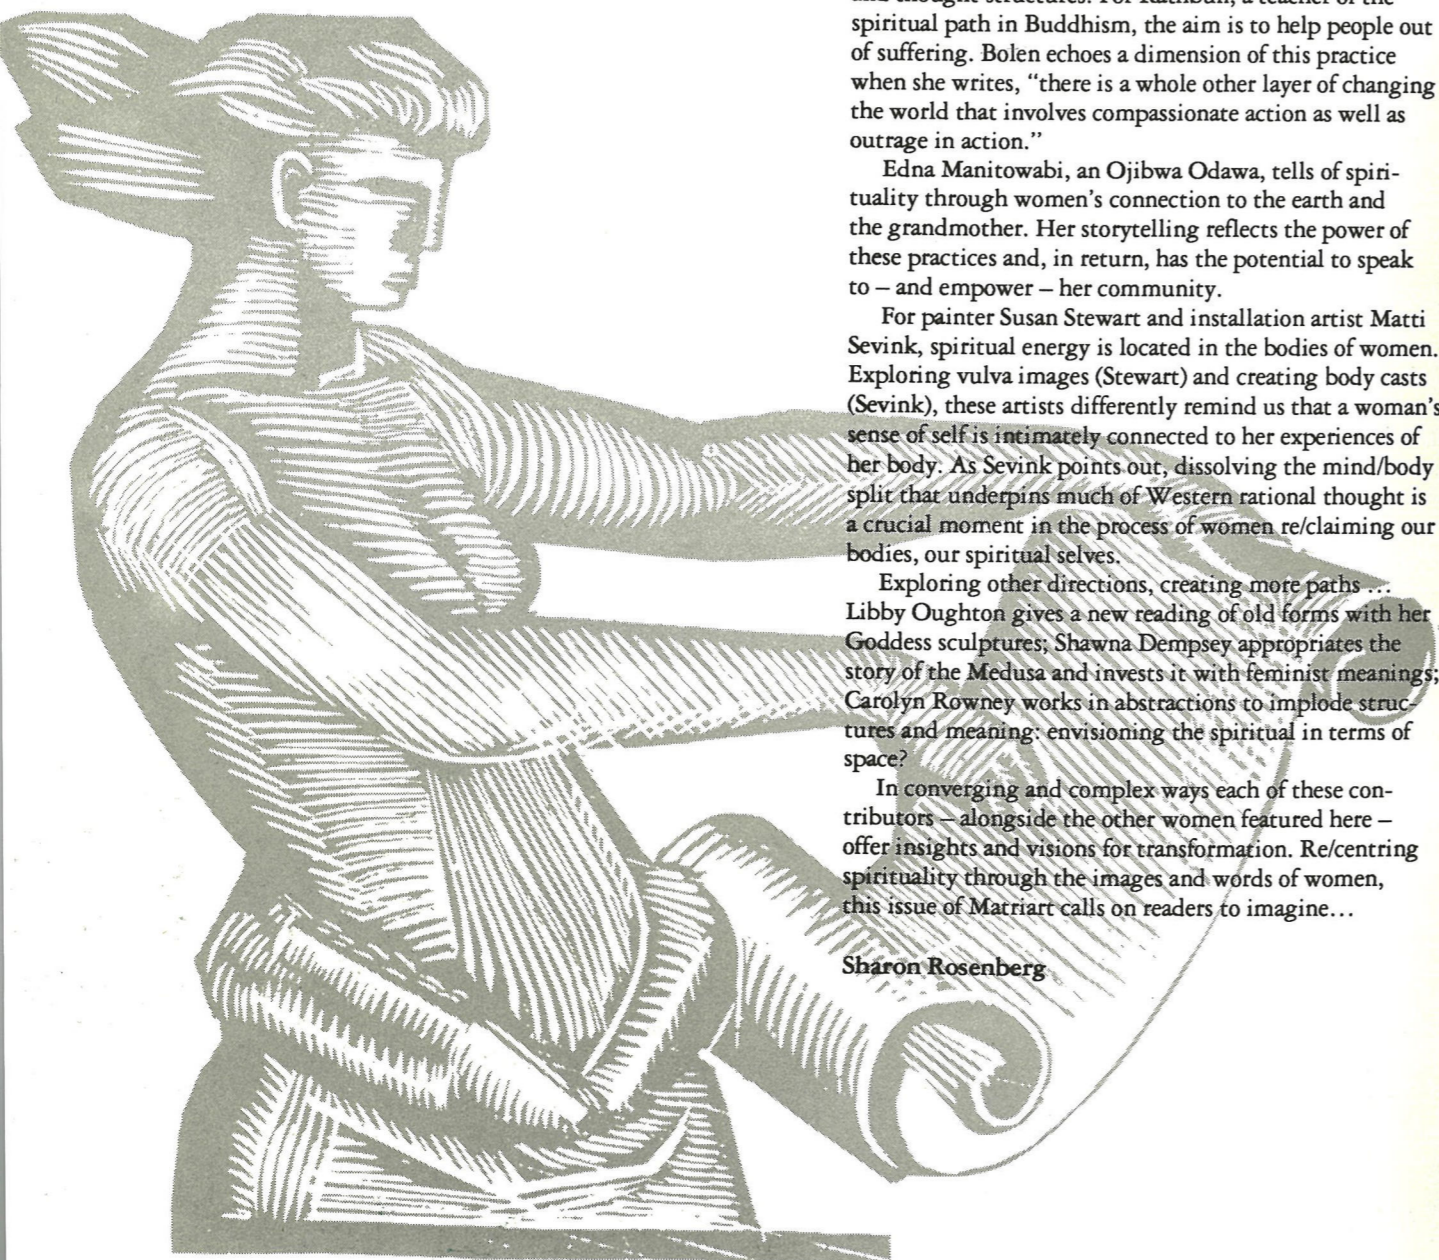 spiritual path in Buddhism, the aim is to help people out
of suffering. Bolen echoes a dimension of this practice
when she writes, “there is a whole other layer of changing
the world that involves compassionate action as well as
outrage in action.”
Edna Manitowabi, an Ojibwa Odawa, tells of spiri-
tuality through women’s connection to the earth and
the grandmother. Her storytelling reflects the power of
these practices and, in return, has the potential to speak
to – and empower – her community.
For painter Susan Stewart and installation artist Matti
Sevink, spiritual energy is located in the bodies of women.
Exploring vulva images (Stewart) and creating body casts
(Sevink), these artists differently remind us that a woman’s
sense of self is intimately connected to her experiences of
her body. As Sevink points out, dissolving the mind/body
split that underpins much of Western rational thought is
a crucial moment in the process of women re/claiming our
bodies, our spiritual selves.
Exploring other directions, creating more paths ...
Libby Oughton gives a new reading of old forms with her
Goddess sculptures; Shawna Dempsey appropriates the
story of the Medusa and invests it with feminist meanings;
Carolyn Rowney works in abstractions to implode struc-
tures and meaning: envisioning the spiritual in terms of
space?
In converging and complex ways each of these con-
tributors – alongside the other women featured here –
offer insights and visions for transformation. Re/centring
spirituality through the images and words of women,
this issue of Matriart calls on readers to imagine...
Sharon Rosenberg